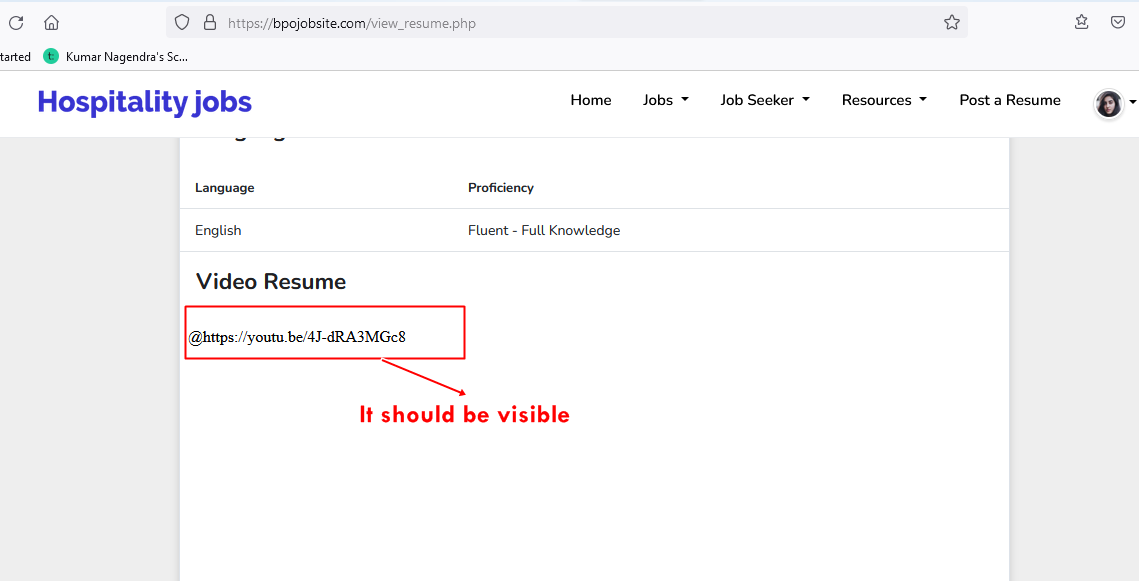 https://bpojobsite.com/view_resume.php
tarted t Kumar Nagendra's Sc...
Hospitality jobs Home Jobs Job Seeker Resources Post a Resume
Language Proficiency
English Fluent - Full Knowledge
Video Resume
@https://youtu.be/4J-dRA3MGc8
It should be visible